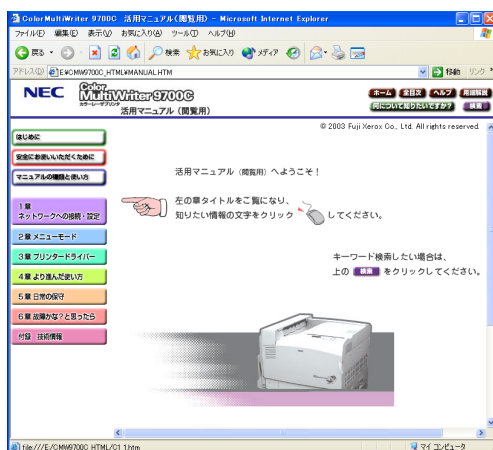 ColorMultiWriter 9700C 活用マニュアル(閲覧用) - Microsoft Internet Explorer
ファイル(F) 編集(E) 表示(V) お気に入り(A) ツール(T) ヘルプ(H)
戻る 検索 お気に入り メディア
アドレス(D) E:¥CMW9700C_HTML¥MANUAL.HTM 移動 リンク
NEC Color MultiWriter 9700C
カラーレーザプリンタ
活用マニュアル（閲覧用）
ホーム 全目次 ヘルプ 用語解説
何について知りたいですか？ 検索
© 2003 Fuji Xerox Co., Ltd. All rights reserved.
はじめに
安全にお使いいただくために
マニュアルの種類と使い方
1章
ネットワークへの接続・設定
2章 メニューモード
3章 プリンタードライバー
4章 より進んだ使い方
5章 日常の保守
6章 故障かな？と思ったら
付録 技術情報
活用マニュアル（閲覧用）へようこそ！
左の章タイトルをご覧になり、
知りたい情報の文字をクリック してください。
キーワード検索したい場合は、
上の 検索 をクリックしてください。
file:///E:/CMW9700C_HTML/C1_1.htm マイ コンピュータ